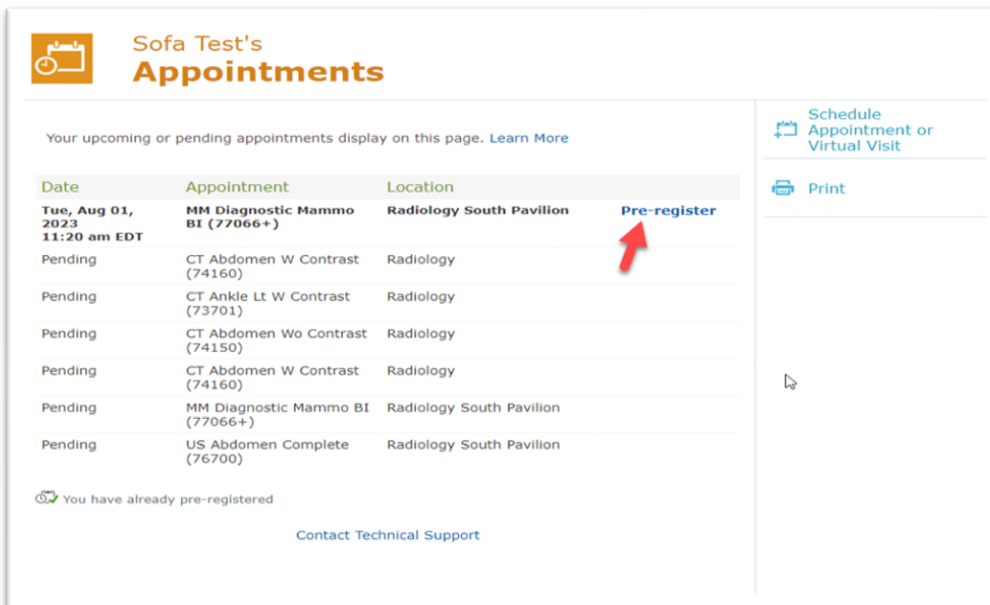 Sofa Test's
Appointments
Your upcoming or pending appointments display on this page. Learn More
Schedule
Appointment or
Virtual Visit
Print
Date Appointment Location
Tue, Aug 01, MM Diagnostic Mammo Radiology South Pavilion Pre-register
2023 BI (77066+)
11:20 am EDT
Pending CT Abdomen W Contrast Radiology
(74160)
Pending CT Ankle Lt W Contrast Radiology
(73701)
Pending CT Abdomen Wo Contrast Radiology
(74150)
Pending CT Abdomen W Contrast Radiology
(74160)
Pending MM Diagnostic Mammo BI Radiology South Pavilion
(77066+)
Pending US Abdomen Complete Radiology South Pavilion
(76700)
You have already pre-registered
Contact Technical Support